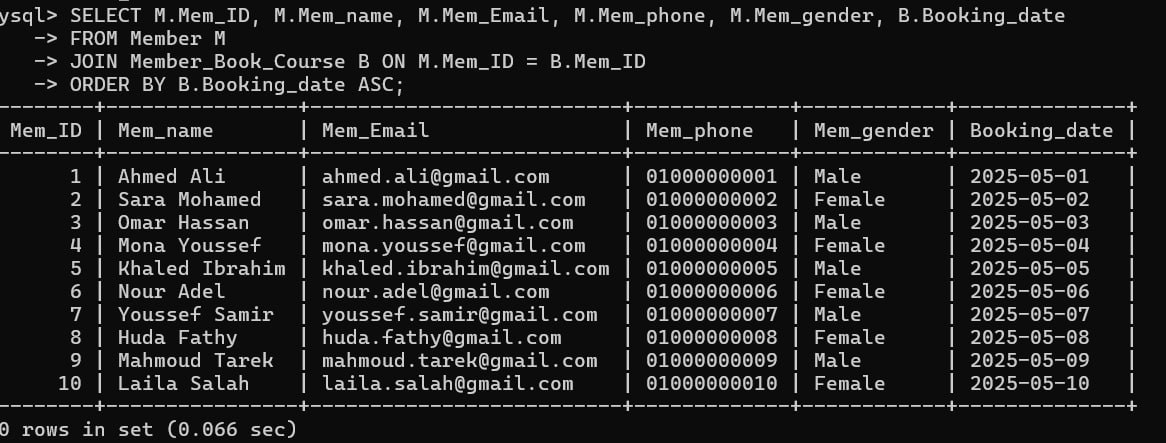 ysql> SELECT M.Mem_ID, M.Mem_name, M.Mem_Email, M.Mem_phone, M.Mem_gender, B.Booking_date
    -> FROM Member M
    -> JOIN Member_Book_Course B ON M.Mem_ID = B.Mem_ID
    -> ORDER BY B.Booking_date ASC;
--------+----------------+--------------------------+-------------+------------+--------------+
 Mem_ID | Mem_name       | Mem_Email                | Mem_phone   | Mem_gender | Booking_date |
--------+----------------+--------------------------+-------------+------------+--------------+
      1 | Ahmed Ali      | ahmed.ali@gmail.com      | 01000000001 | Male       | 2025-05-01   |
      2 | Sara Mohamed   | sara.mohamed@gmail.com   | 01000000002 | Female     | 2025-05-02   |
      3 | Omar Hassan    | omar.hassan@gmail.com    | 01000000003 | Male       | 2025-05-03   |
      4 | Mona Youssef   | mona.youssef@gmail.com   | 01000000004 | Female     | 2025-05-04   |
      5 | Khaled Ibrahim | khaled.ibrahim@gmail.com | 01000000005 | Male       | 2025-05-05   |
      6 | Nour Adel      | nour.adel@gmail.com      | 01000000006 | Female     | 2025-05-06   |
      7 | Youssef Samir  | youssef.samir@gmail.com  | 01000000007 | Male       | 2025-05-07   |
      8 | Huda Fathy     | huda.fathy@gmail.com     | 01000000008 | Female     | 2025-05-08   |
      9 | Mahmoud Tarek  | mahmoud.tarek@gmail.com  | 01000000009 | Male       | 2025-05-09   |
     10 | Laila Salah    | laila.salah@gmail.com    | 01000000010 | Female     | 2025-05-10   |
--------+----------------+--------------------------+-------------+------------+--------------+
0 rows in set (0.066 sec)